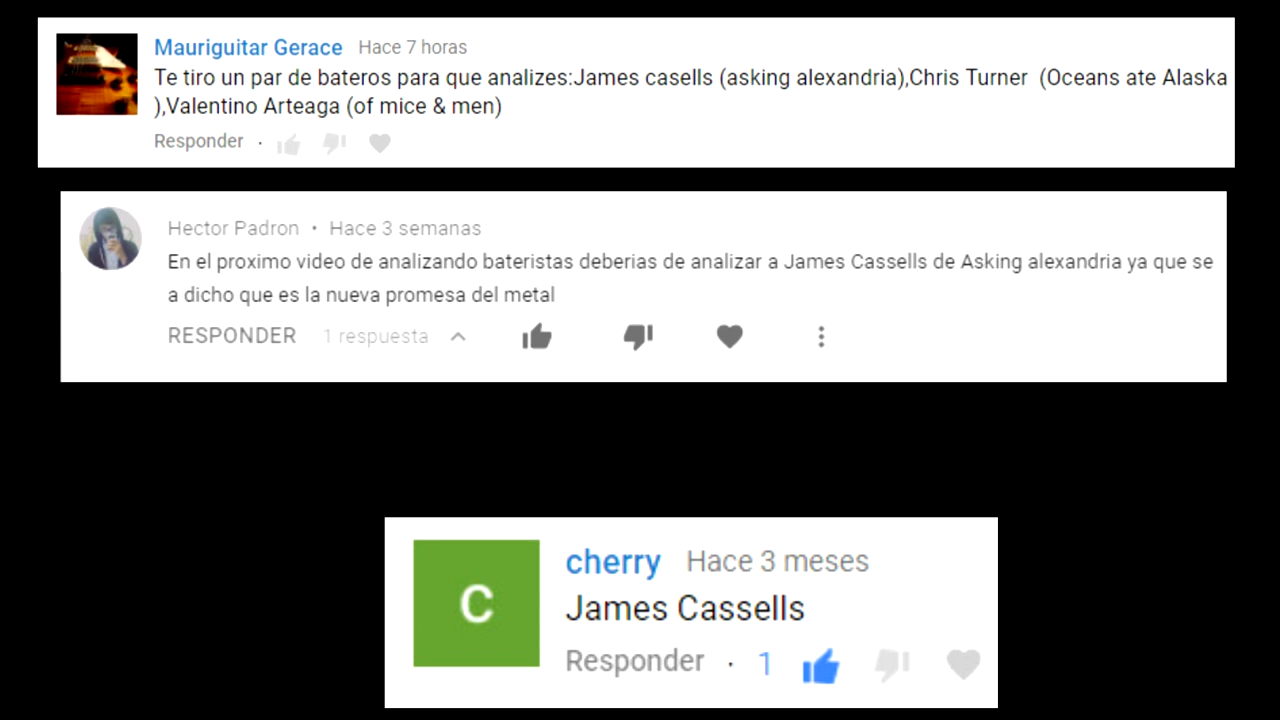 Mauriguitar Gerace Hace 7 horas
Te tiro un par de bateros para que analizes:James casells (asking alexandria),Chris Turner (Oceans ate Alaska
),Valentino Arteaga (of mice & men)
Responder ·
Hector Padron • Hace 3 semanas
En el proximo video de analizando bateristas deberias de analizar a James Cassells de Asking alexandria ya que se
a dicho que es la nueva promesa del metal
RESPONDER 1 respuesta
C
cherry Hace 3 meses
James Cassells
Responder · 1